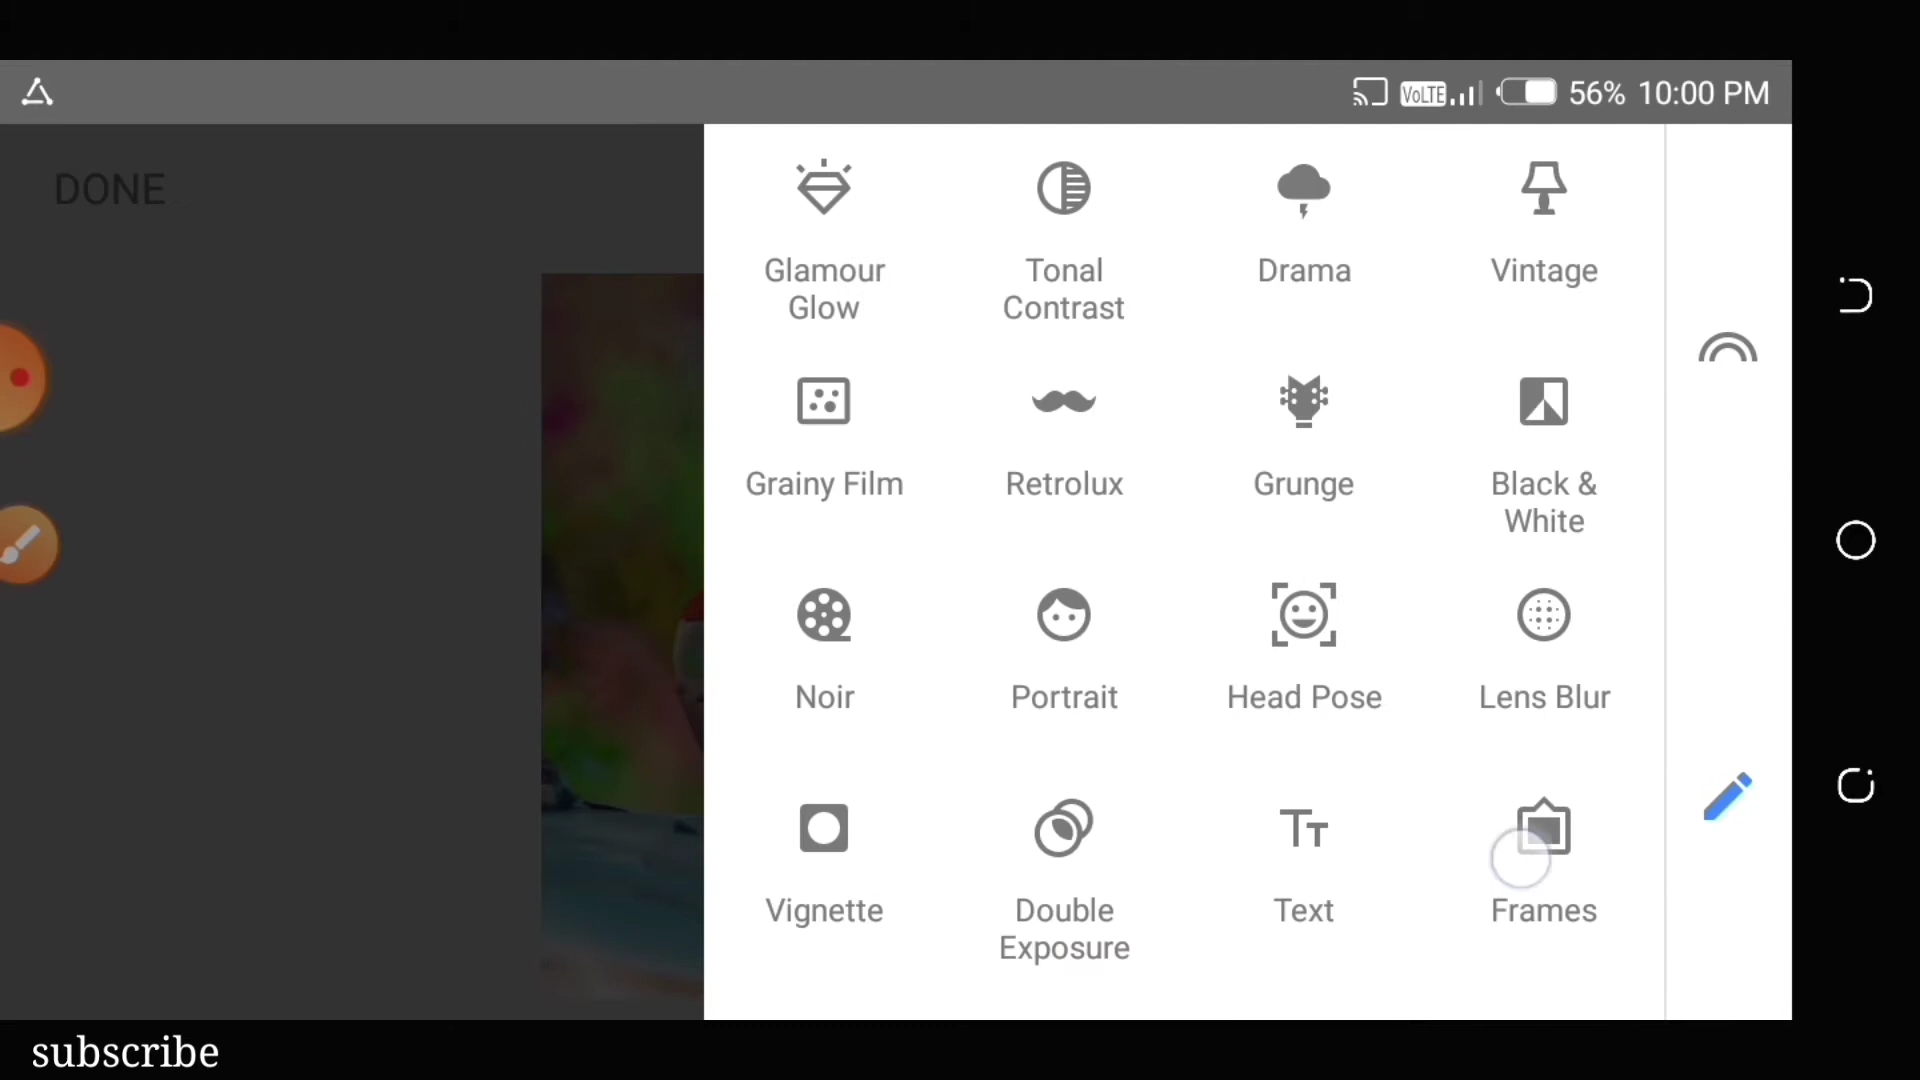 VoLTE 56% 10:00 PM
DONE
Glamour
Glow
Tonal
Contrast
Drama
Vintage
Grainy Film
Retrolux
Grunge
Black &
White
Noir
Portrait
Head Pose
Lens Blur
Vignette
Double
Exposure
Text
Frames
subscribe